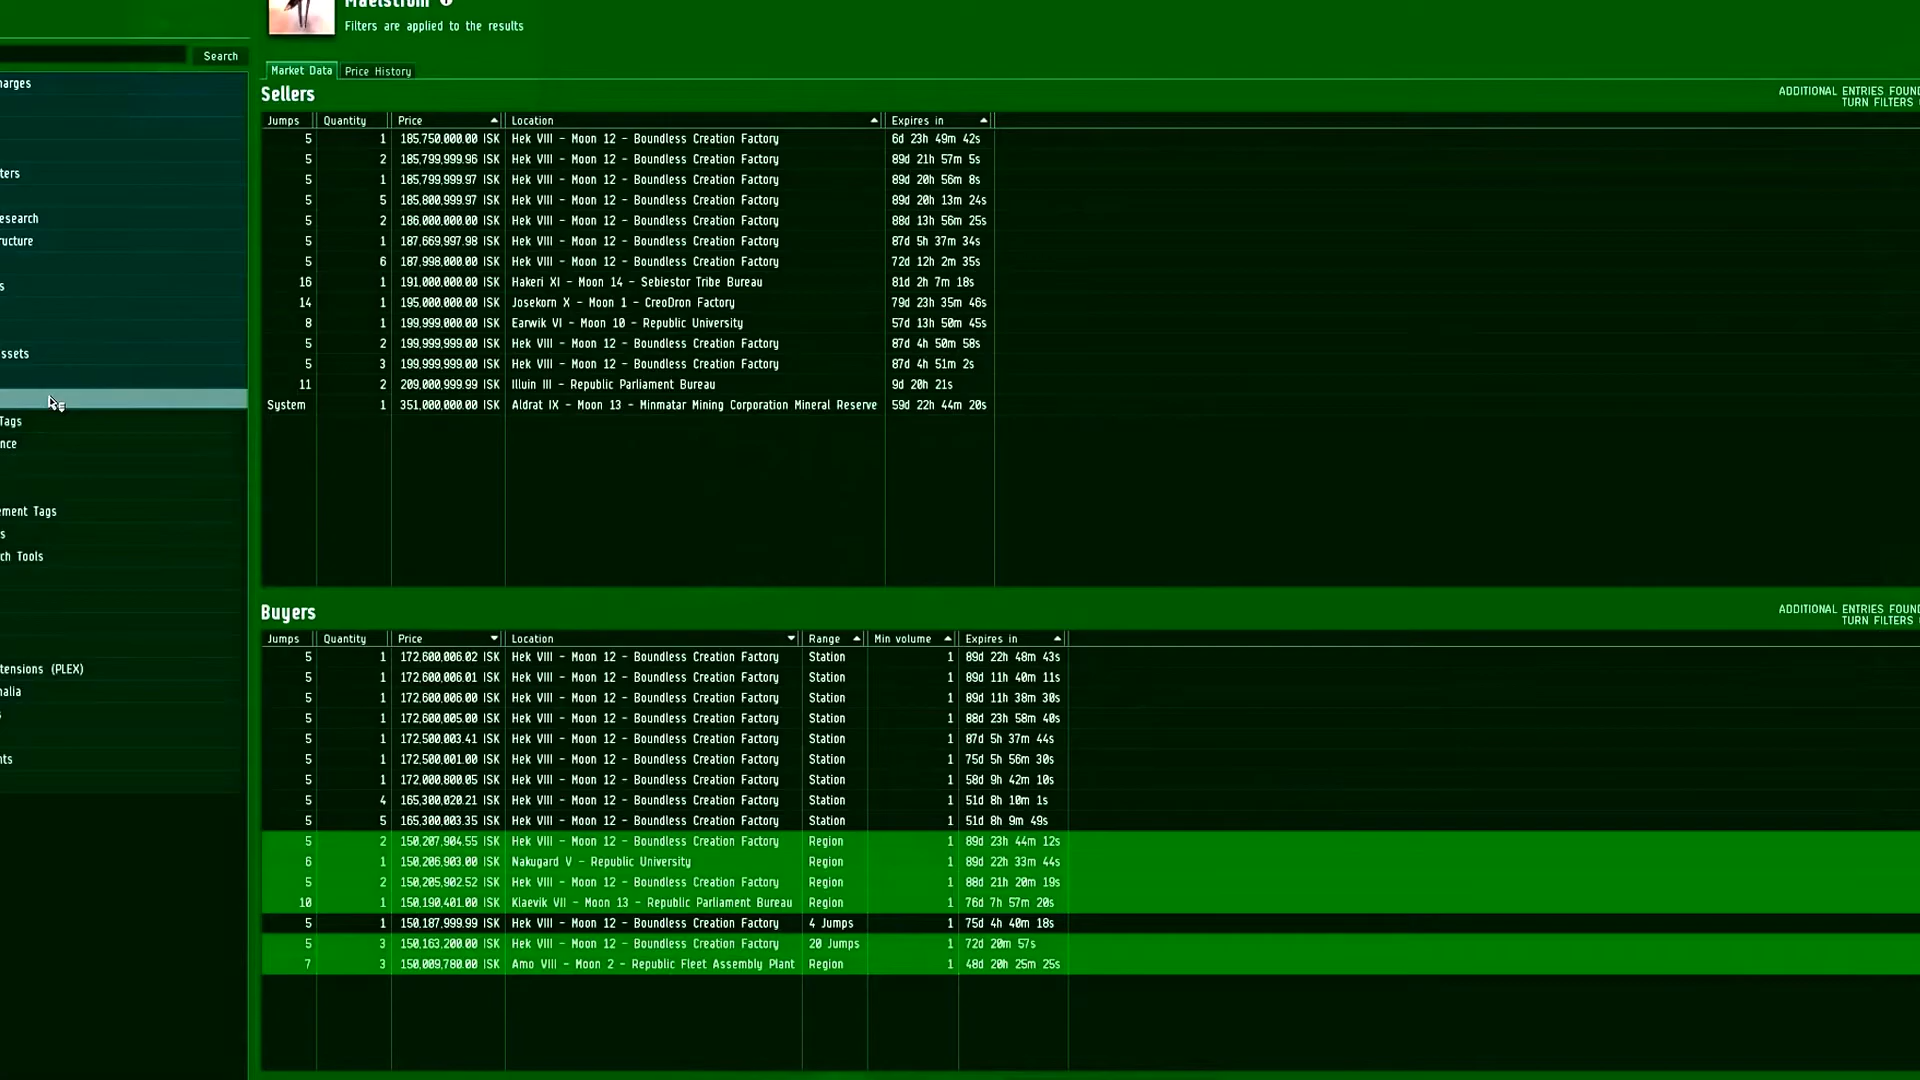 Maelstrom
Filters are applied to the results
Search
Market Data Price History
Sellers
ADDITIONAL ENTRIES FOUND
TURN FILTERS
Jumps Quantity Price Location Expires in
5 1 185,750,000.00 ISK Hek VIII - Moon 12 - Boundless Creation Factory 6d 23h 49m 42s
5 2 185,799,999.96 ISK Hek VIII - Moon 12 - Boundless Creation Factory 89d 21h 57m 5s
5 1 185,799,999.97 ISK Hek VIII - Moon 12 - Boundless Creation Factory 89d 20h 56m 8s
5 5 185,800,999.97 ISK Hek VIII - Moon 12 - Boundless Creation Factory 89d 20h 13m 24s
5 2 186,000,000.00 ISK Hek VIII - Moon 12 - Boundless Creation Factory 88d 13h 56m 25s
5 1 187,669,997.98 ISK Hek VIII - Moon 12 - Boundless Creation Factory 87d 5h 37m 34s
5 6 187,998,000.00 ISK Hek VIII - Moon 12 - Boundless Creation Factory 72d 12h 2m 35s
16 1 191,000,000.00 ISK Hakeri XI - Moon 14 - Sebiestor Tribe Bureau 81d 2h 7m 18s
14 1 195,000,000.00 ISK Josekorn X - Moon 1 - CreoDron Factory 79d 23h 35m 46s
8 1 199,999,000.00 ISK Earwik VI - Moon 10 - Republic University 57d 13h 50m 45s
5 2 199,999,999.00 ISK Hek VIII - Moon 12 - Boundless Creation Factory 87d 4h 50m 58s
5 3 199,999,999.00 ISK Hek VIII - Moon 12 - Boundless Creation Factory 87d 4h 51m 2s
11 2 209,000,999.99 ISK Illuin III - Republic Parliament Bureau 9d 20h 21s
System 1 351,000,000.00 ISK Aldrat IX - Moon 13 - Minmatar Mining Corporation Mineral Reserve 59d 22h 44m 20s
Buyers
ADDITIONAL ENTRIES FOUND
TURN FILTERS
Jumps Quantity Price Location Range Min volume Expires in
5 1 172,600,006.02 ISK Hek VIII - Moon 12 - Boundless Creation Factory Station 1 89d 22h 48m 43s
5 1 172,600,006.01 ISK Hek VIII - Moon 12 - Boundless Creation Factory Station 1 89d 11h 40m 11s
5 1 172,600,006.00 ISK Hek VIII - Moon 12 - Boundless Creation Factory Station 1 89d 11h 38m 30s
5 1 172,600,005.00 ISK Hek VIII - Moon 12 - Boundless Creation Factory Station 1 88d 23h 58m 40s
5 1 172,500,003.41 ISK Hek VIII - Moon 12 - Boundless Creation Factory Station 1 87d 5h 37m 44s
5 1 172,500,001.00 ISK Hek VIII - Moon 12 - Boundless Creation Factory Station 1 75d 5h 56m 30s
5 1 172,000,800.05 ISK Hek VIII - Moon 12 - Boundless Creation Factory Station 1 58d 9h 42m 10s
5 4 165,300,020.21 ISK Hek VIII - Moon 12 - Boundless Creation Factory Station 1 51d 8h 10m 1s
5 5 165,300,003.35 ISK Hek VIII - Moon 12 - Boundless Creation Factory Station 1 51d 8h 9m 49s
5 2 150,207,904.55 ISK Hek VIII - Moon 12 - Boundless Creation Factory Region 1 89d 23h 44m 12s
6 1 150,206,903.00 ISK Nakugard V - Republic University Region 1 89d 22h 33m 44s
5 2 150,205,902.52 ISK Hek VIII - Moon 12 - Boundless Creation Factory Region 1 88d 21h 20m 19s
10 1 150,190,401.00 ISK Klaevik VII - Moon 13 - Republic Parliament Bureau Region 1 76d 7h 57m 20s
5 1 150,187,999.99 ISK Hek VIII - Moon 12 - Boundless Creation Factory 4 Jumps 1 75d 4h 40m 18s
5 3 150,163,200.00 ISK Hek VIII - Moon 12 - Boundless Creation Factory 20 Jumps 1 72d 20m 57s
7 3 150,009,780.00 ISK Amo VIII - Moon 2 - Republic Fleet Assembly Plant Region 1 48d 20h 25m 25s
harges
ters
esearch
ructure
s
ssets
Tags
nce
ement Tags
s
ch Tools
tensions (PLEX)
nalia
s
nts